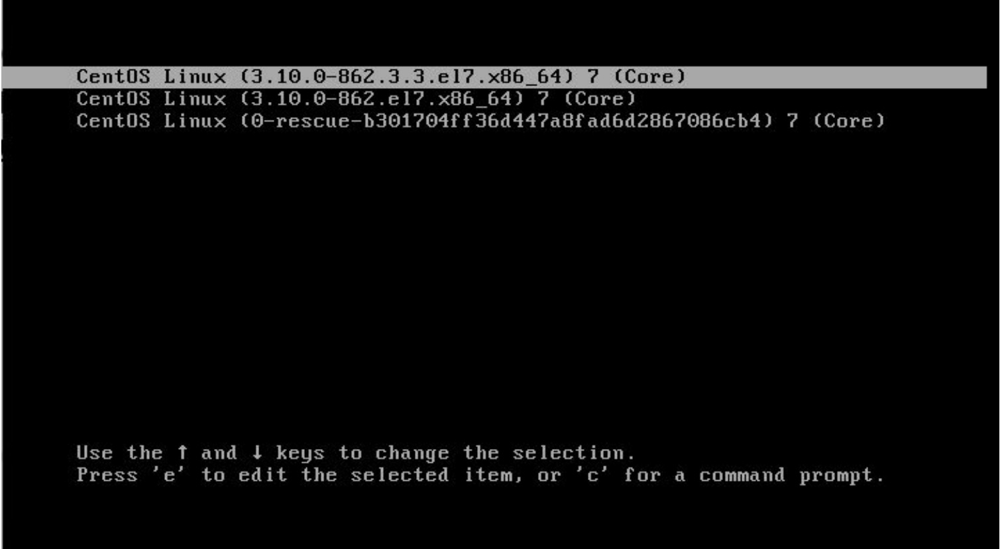 CentOS Linux (3.10.0-862.3.3.el7.x86_64) 7 (Core)
CentOS Linux (3.10.0-862.el7.x86_64) 7 (Core)
CentOS Linux (0-rescue-b301704ff36d447a8fad6d2867086cb4) 7 (Core)
Use the ↑ and ↓ keys to change the selection.
Press 'e' to edit the selected item, or 'c' for a command prompt.